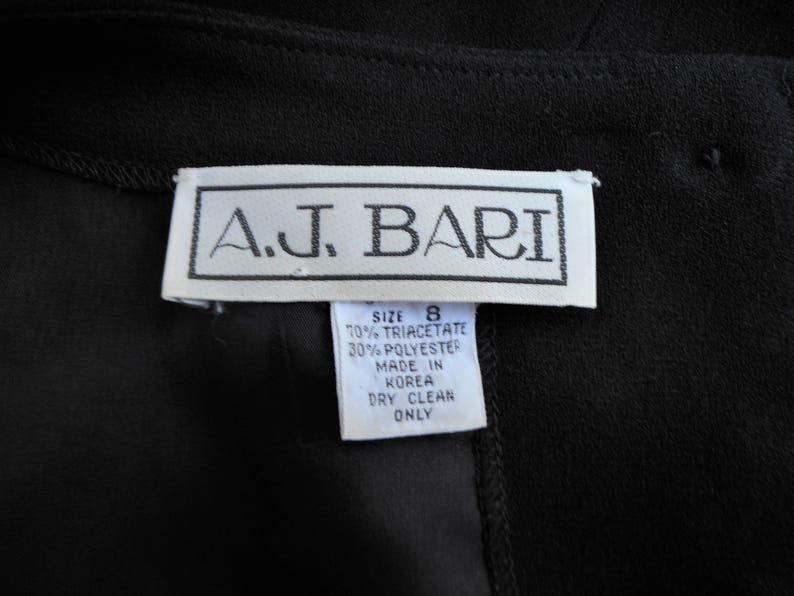 A.J. BARI
SIZE 8
70% TRIACETATE
30% POLYESTER
MADE IN
KOREA
DRY CLEAN
ONLY